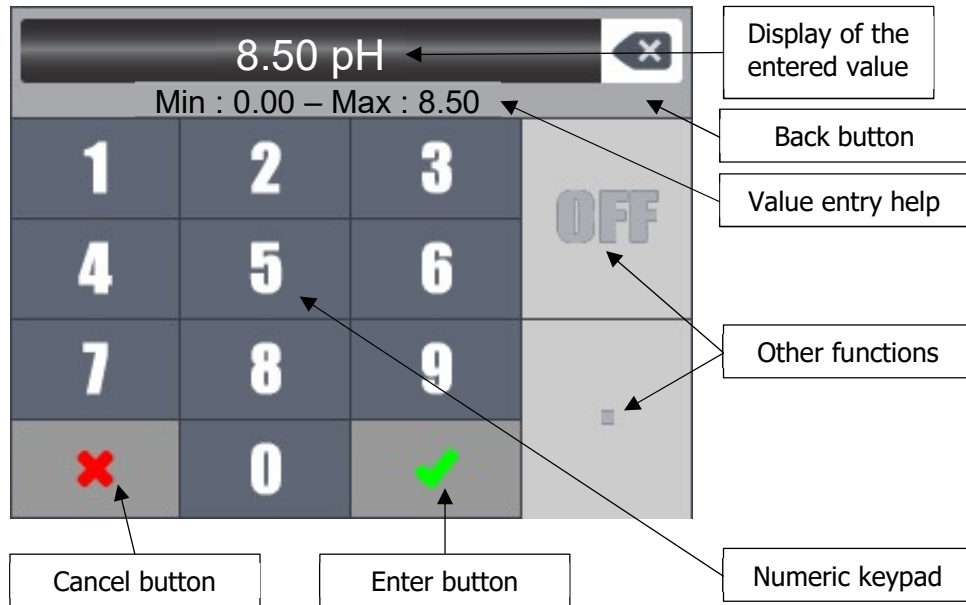 8.50 pH
Display of the
entered value
Min : 0.00 – Max : 8.50
Back button
1 2 3
OFF
Value entry help
4 5 6
7 8 9
.
Other functions
0
Cancel button
Enter button
Numeric keypad